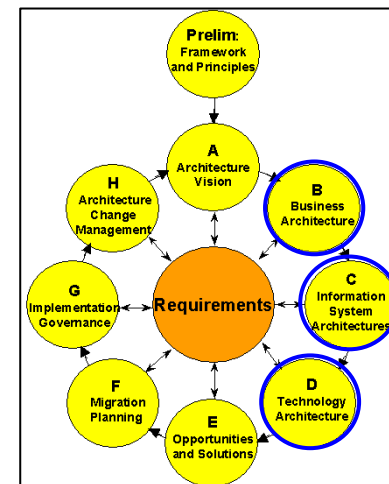 Prelim:
Framework
and Principles
A
Architecture
Vision
B
Business
Architecture
C
Information
System
Architectures
D
Technology
Architecture
E
Opportunities
and Solutions
F
Migration
Planning
G
Implementation
Governance
H
Architecture
Change
Management
Requirements